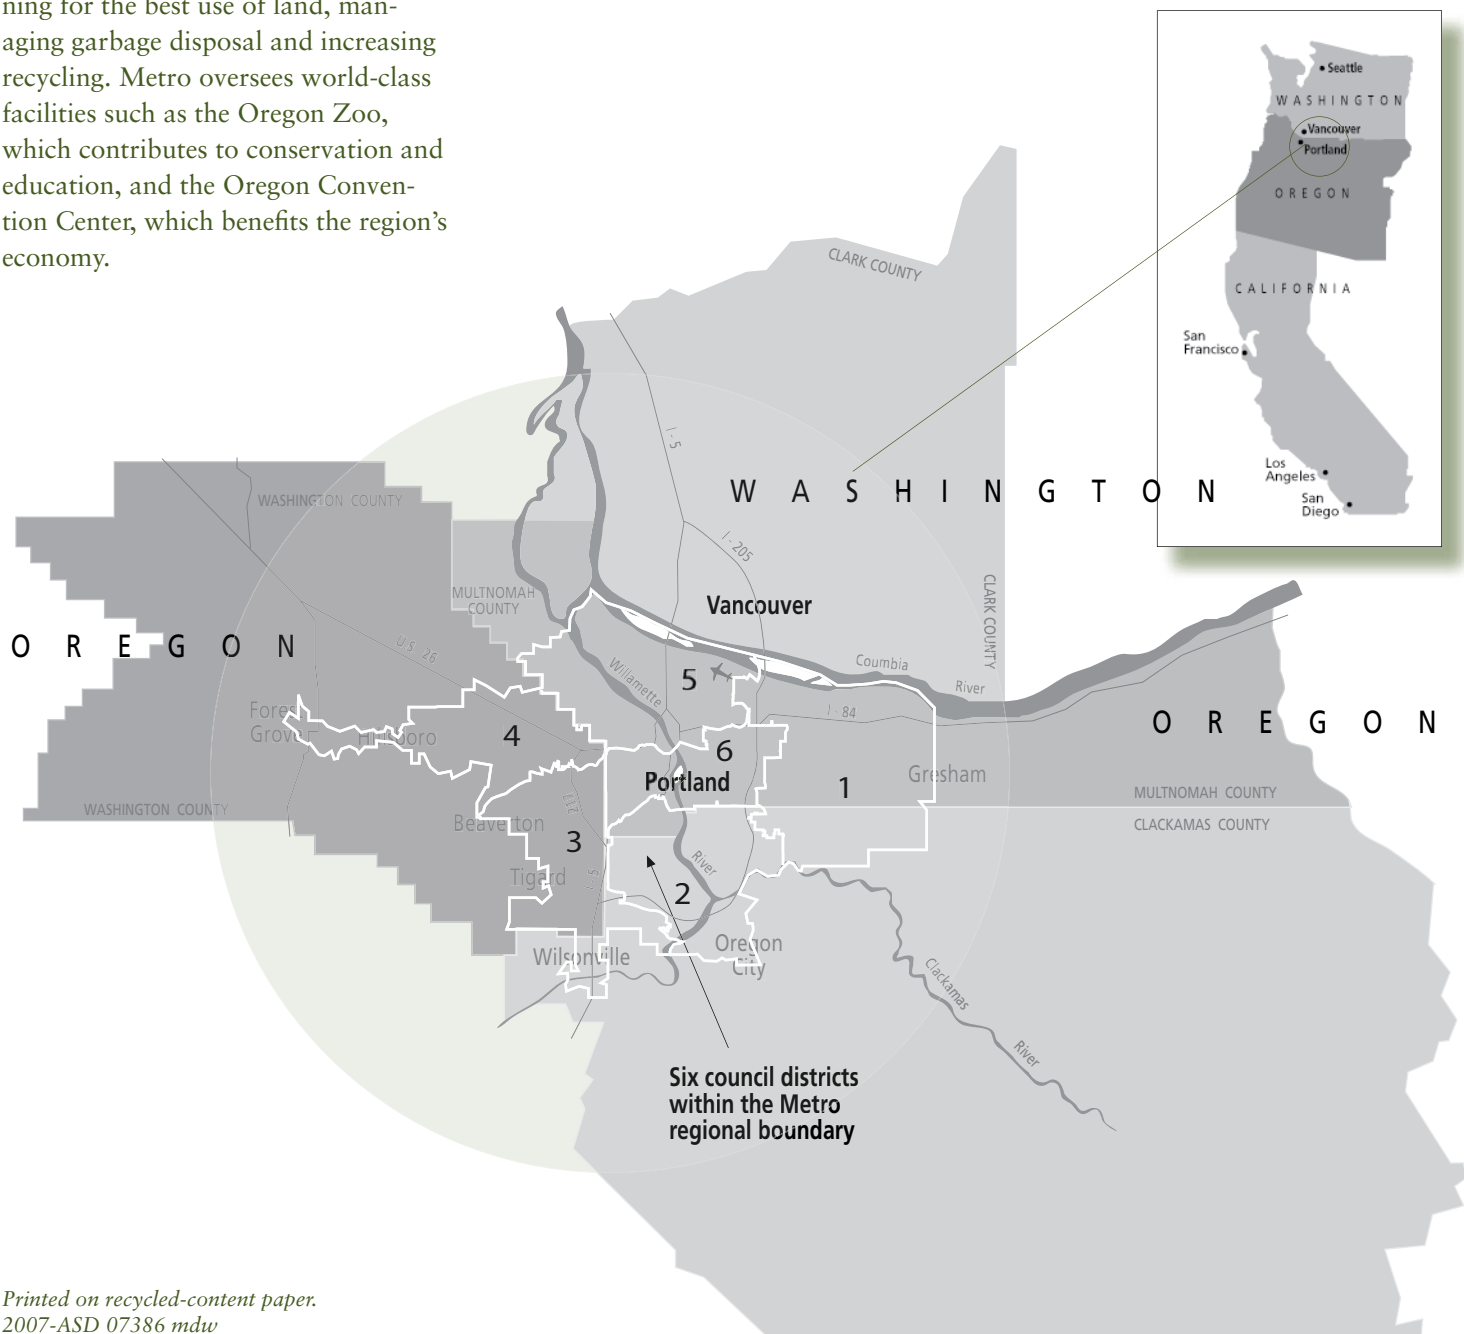 ning for the best use of land, man-
aging garbage disposal and increasing
recycling. Metro oversees world-class
facilities such as the Oregon Zoo,
which contributes to conservation and
education, and the Oregon Conven-
tion Center, which benefits the region’s
economy.
Seattle
WASHINGTON
Vancouver
Portland
OREGON
CALIFORNIA
San
Francisco
Los
Angeles
San
Diego
CLARK COUNTY
I - 5
WASHINGTON
WASHINGTON COUNTY
I - 205
MULTNOMAH
COUNTY
Vancouver
CLARK COUNTY
OREGON
U.S. 26
Willamette
5
Coumbia
River
I - 84
Forest
Grove
Hillsboro
4
6
OREGON
Portland
1
Gresham
WASHINGTON COUNTY
MULTNOMAH COUNTY
CLACKAMAS COUNTY
Beaverton
217
3
Tigard
I - 5
River
2
Wilsonville
Oregon
City
Clackamas
River
Six council districts
within the Metro
regional boundary
Printed on recycled-content paper.
2007-ASD 07386 mdw